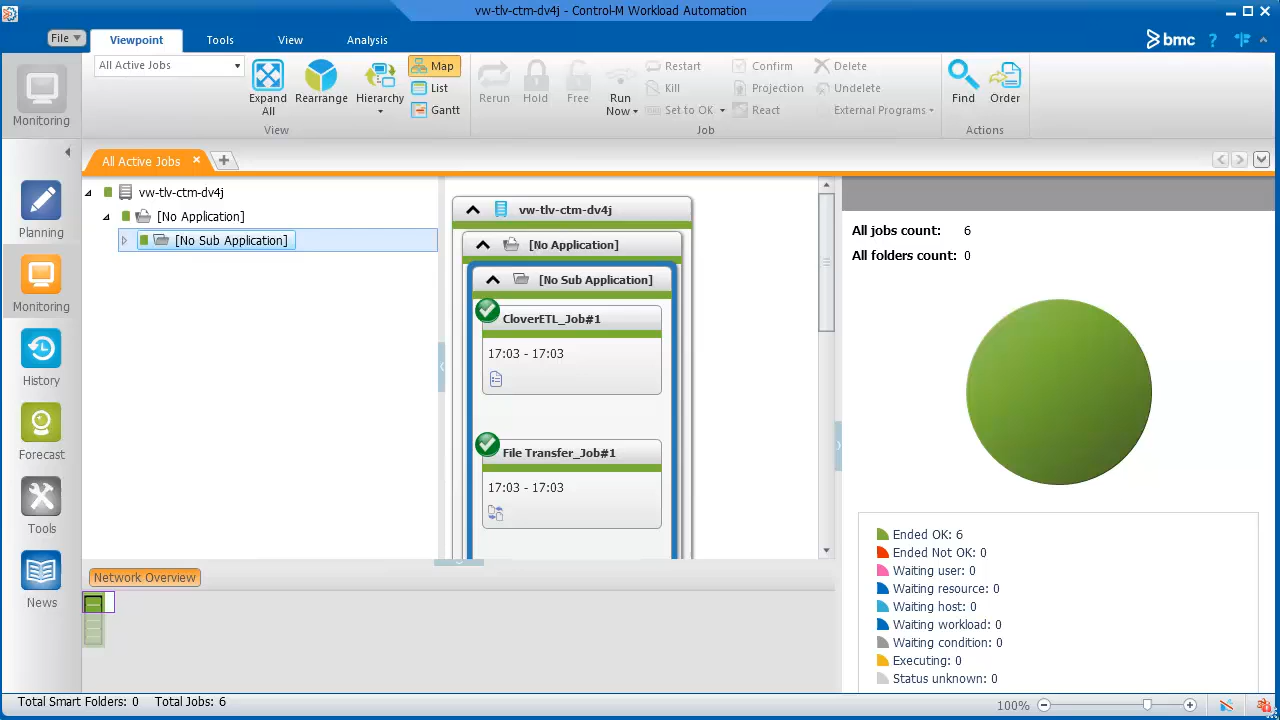 vw-tlv-ctm-dv4j - Control-M Workload Automation
File
Viewpoint
Tools
View
Analysis
bmc
?
Monitoring
All Active Jobs
Expand All
Rearrange
Hierarchy
Map
List
Gantt
View
Rerun
Hold
Free
Run Now
Restart
Kill
Set to OK
Confirm
Projection
React
Delete
Undelete
External Programs
Job
Find
Order
Actions
Planning
Monitoring
History
Forecast
Tools
News
All Active Jobs
vw-tlv-ctm-dv4j
[No Application]
[No Sub Application]
vw-tlv-ctm-dv4j
[No Application]
[No Sub Application]
CloverETL_Job#1
17:03 - 17:03
File Transfer_Job#1
17:03 - 17:03
Network Overview
All jobs count: 6
All folders count: 0
Ended OK: 6
Ended Not OK: 0
Waiting user: 0
Waiting resource: 0
Waiting host: 0
Waiting workload: 0
Waiting condition: 0
Executing: 0
Status unknown: 0
Total Smart Folders: 0 Total Jobs: 6
100%